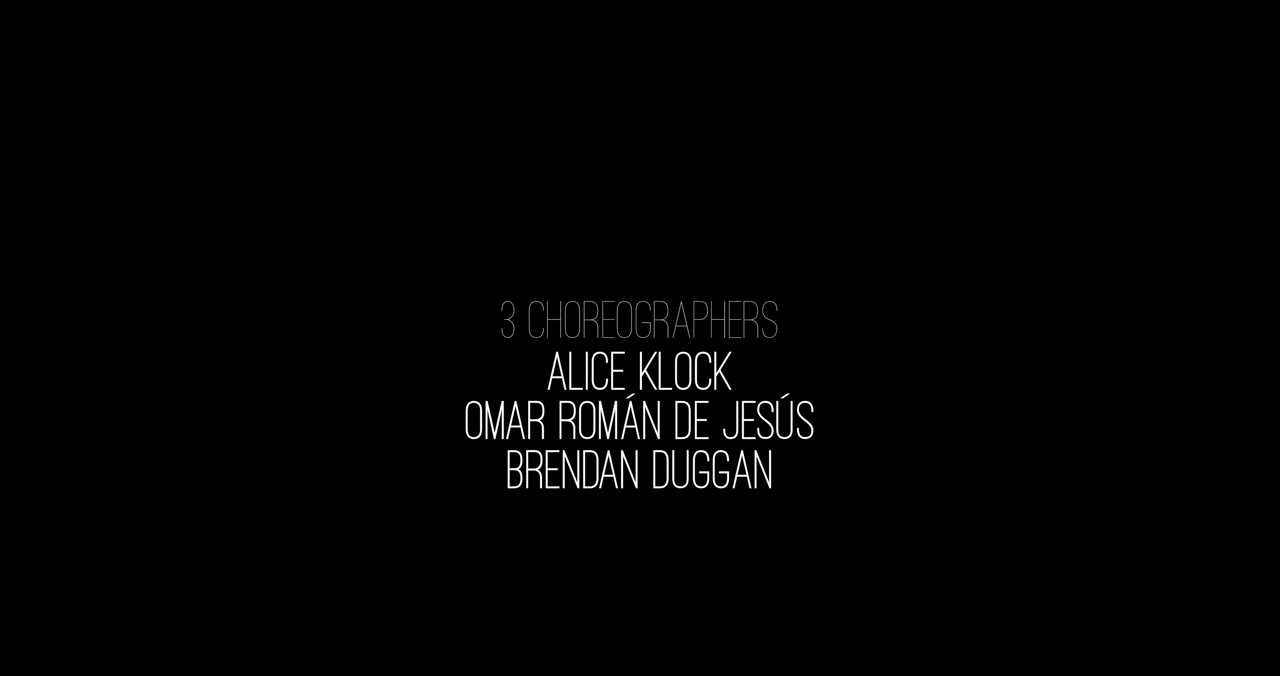 3 CHOREOGRAPHERS
ALICE KLOCK
OMAR ROMÁN DE JESÚS
BRENDAN DUGGAN